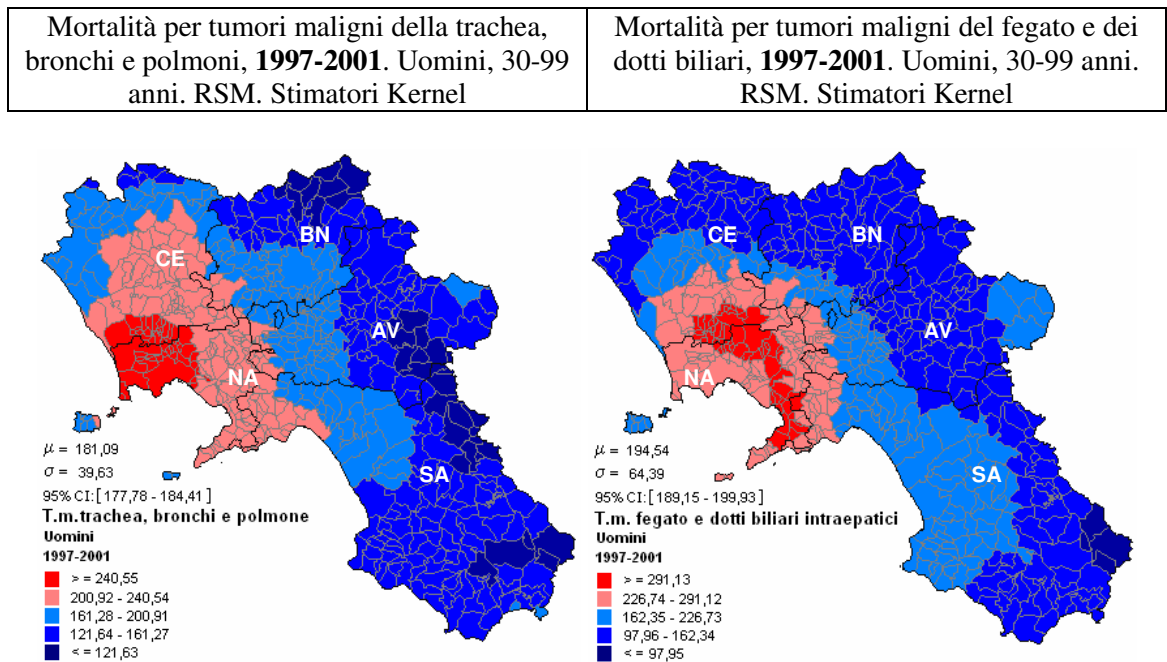 Mortalità per tumori maligni della trachea,
bronchi e polmoni, 1997-2001. Uomini, 30-99
anni. RSM. Stimatori Kernel
Mortalità per tumori maligni del fegato e dei
dotti biliari, 1997-2001. Uomini, 30-99 anni.
RSM. Stimatori Kernel
BN
CE
AV
NA
SA
μ = 181,09
σ = 39,63
95% CI:[ 177,78 - 184,41 ]
T.m.trachea, bronchi e polmone
Uomini
1997-2001
> = 240,55
200,92 - 240,54
161,28 - 200,91
121,64 - 161,27
< = 121,63
CE
BN
AV
NA
SA
μ = 194,54
σ = 64,39
95% CI:[ 189,15 - 199,93 ]
T.m. fegato e dotti biliari intraepatici
Uomini
1997-2001
> = 291,13
226,74 - 291,12
162,35 - 226,73
97,96 - 162,34
< = 97,95